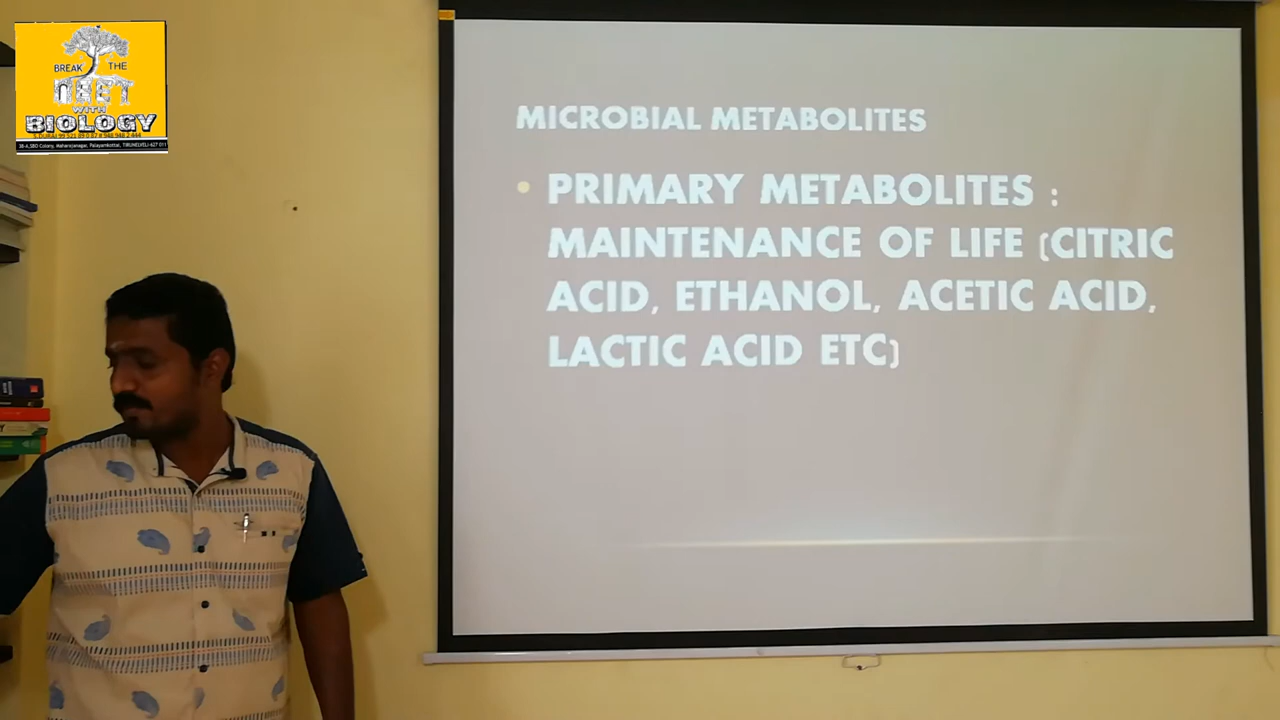 BREAK THE
NEET
WITH
BIOLOGY
MICROBIAL METABOLITES
• PRIMARY METABOLITES :
MAINTENANCE OF LIFE (CITRIC
ACID, ETHANOL, ACETIC ACID,
LACTIC ACID ETC)